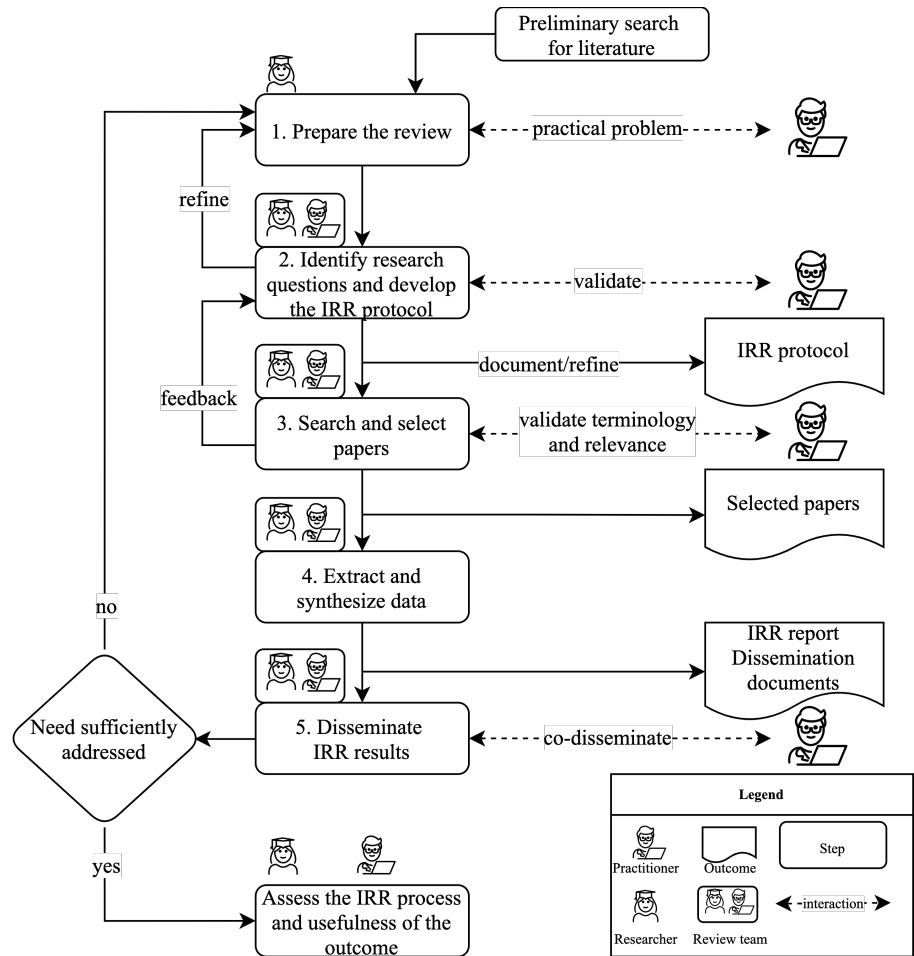 Preliminary search
for literature
1. Prepare the review
practical problem
refine
2. Identify research
questions and develop
the IRR protocol
validate
document/refine
IRR protocol
feedback
3. Search and select
papers
validate terminology
and relevance
Selected papers
4. Extract and
synthesize data
no
IRR report
Dissemination
documents
Need sufficiently
addressed
5. Disseminate
IRR results
co-disseminate
yes
Assess the IRR process
and usefulness of the
outcome
Legend
Practitioner
Outcome
Step
Researcher
Review team
interaction